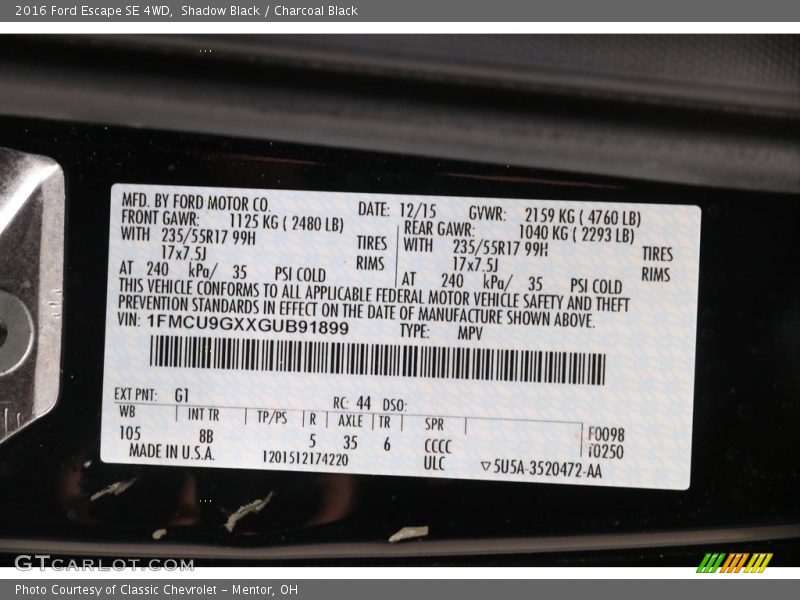 2016 Ford Escape SE 4WD,  Shadow Black / Charcoal Black
MFD. BY FORD MOTOR CO. DATE: 12/15 GVWR: 2159 KG ( 4760 LB)
FRONT GAWR: 1125 KG ( 2480 LB) REAR GAWR: 1040 KG ( 2293 LB)
WITH 235/55R17 99H TIRES WITH 235/55R17 99H TIRES
17x7.5J RIMS 17x7.5J RIMS
AT 240 kPa/ 35 PSI COLD AT 240 kPa/ 35 PSI COLD
THIS VEHICLE CONFORMS TO ALL APPLICABLE FEDERAL MOTOR VEHICLE SAFETY AND THEFT
PREVENTION STANDARDS IN EFFECT ON THE DATE OF MANUFACTURE SHOWN ABOVE.
VIN: 1FMCU9GXXGUB91899 TYPE: MPV
EXT PNT: G1 RC: 44 DSO:
WB INT TR TP/PS R AXLE TR SPR F0098
105 8B 5 35 6 CCCC T0250
MADE IN U.S.A. 1201512174220 ULC ▽5U5A-3520472-AA
GTCARLOT.COM
Photo Courtesy of Classic Chevrolet - Mentor, OH